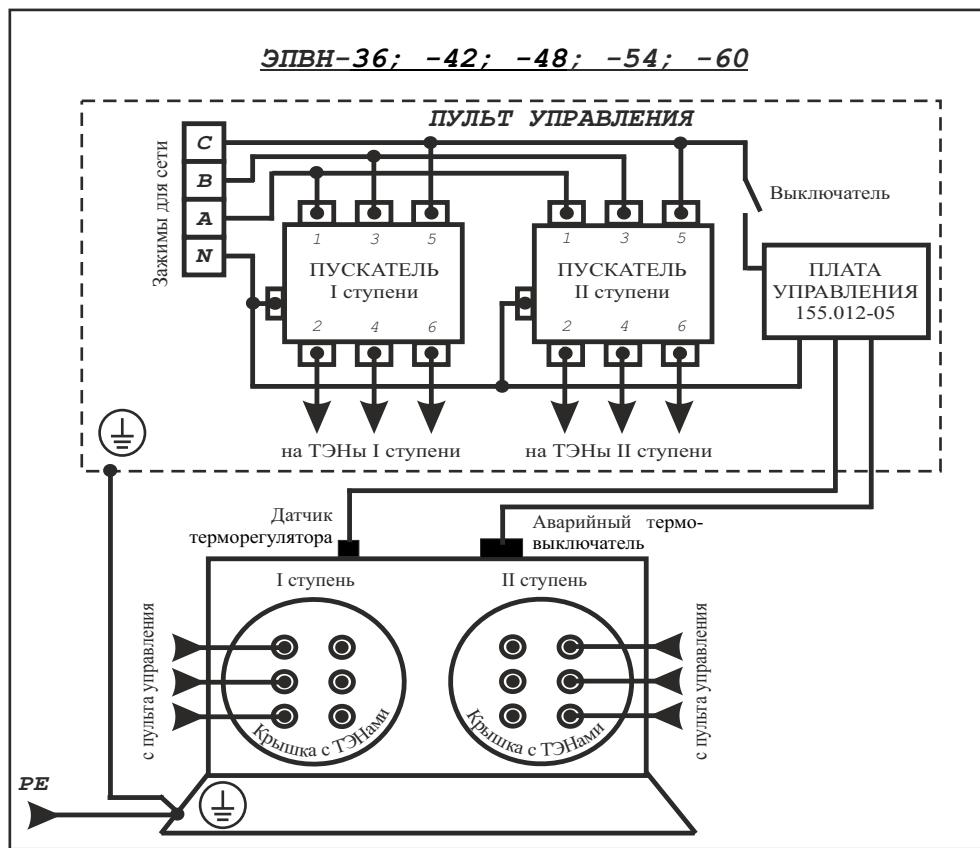 ЭПВН-36; -42; -48; -54; -60
ПУЛЬТ УПРАВЛЕНИЯ
Зажимы для сети
C
B
A
N
Выключатель
1 3 5
ПУСКАТЕЛЬ
I ступени
2 4 6
1 3 5
ПУСКАТЕЛЬ
II ступени
2 4 6
ПЛАТА
УПРАВЛЕНИЯ
155.012-05
на ТЭНы I ступени
на ТЭНы II ступени
Датчик
терморегулятора
Аварийный термо-
выключатель
I ступень
II ступень
с пульта управления
с пульта управления
Крышка с ТЭНами
Крышка с ТЭНами
PE